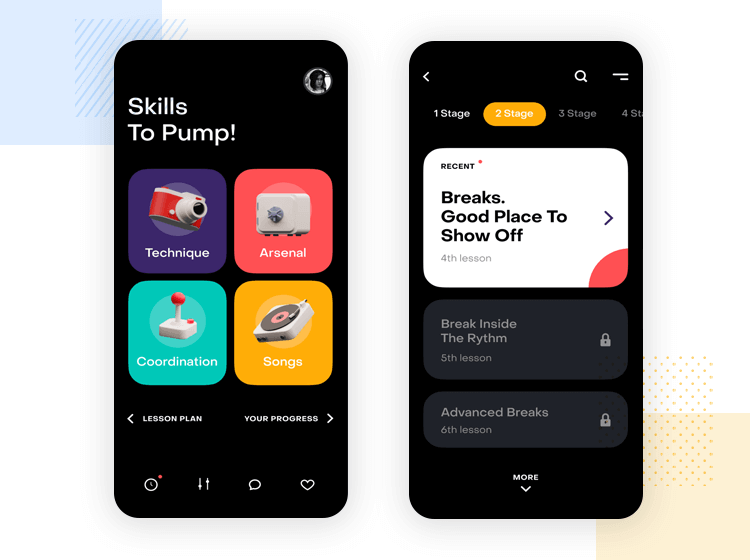 Skills
To Pump!
Technique
Arsenal
Coordination
Songs
LESSON PLAN
YOUR PROGRESS
1 Stage
2 Stage
3 Stage
4 Sta
RECENT
Breaks.
Good Place To
Show Off
4th lesson
Break Inside
The Rythm
5th lesson
Advanced Breaks
6th lesson
MORE